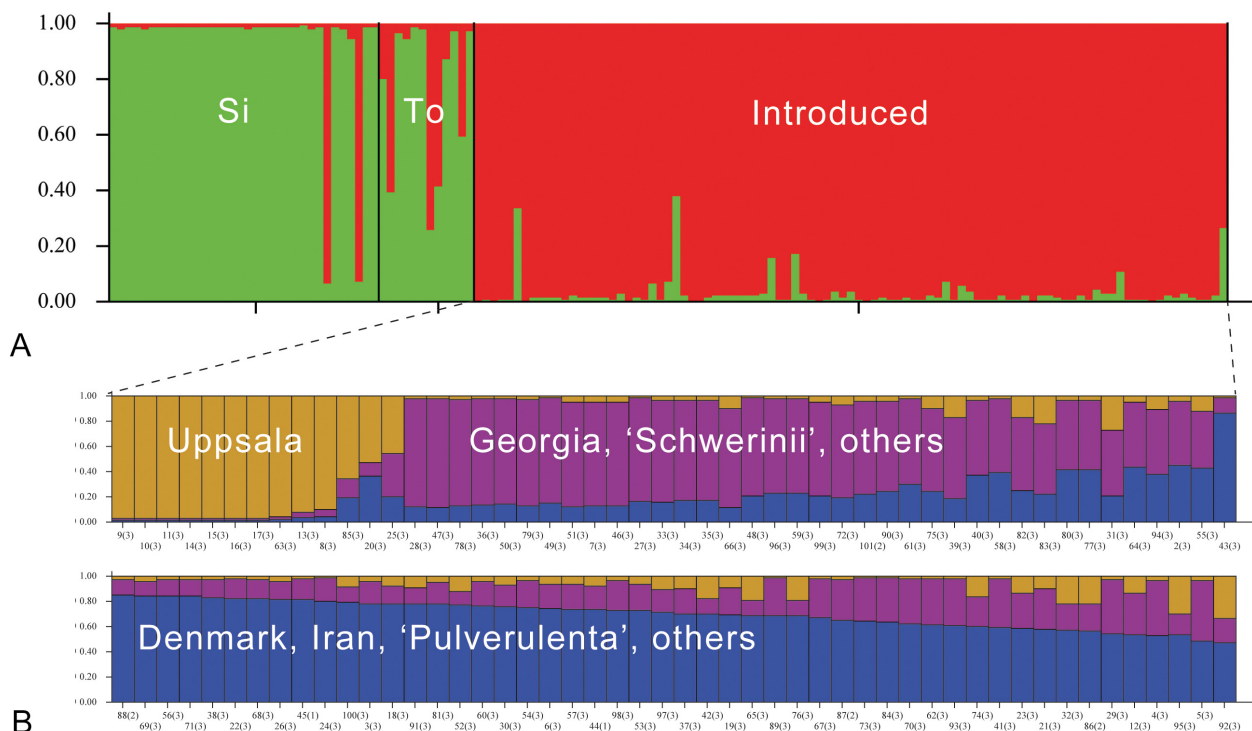 1.00
0.80
0.60
0.40
0.20
0.00
Si To Introduced
A
1.00
0.80
0.60
0.40
0.20
0.00
Uppsala Georgia, ‘Schwerinii’, others
9(3) 11(3) 15(3) 17(3) 13(3) 85(3) 25(3) 47(3) 36(3) 79(3) 51(3) 46(3) 33(3) 35(3) 48(3) 59(3) 72(3) 90(3) 75(3) 40(3) 82(3) 80(3) 31(3) 94(3) 55(3)
10(3) 14(3) 16(3) 63(3) 8(3) 20(3) 28(3) 78(3) 50(3) 49(3) 7(3) 27(3) 34(3) 66(3) 96(3) 99(3) 101(2) 61(3) 39(3) 58(3) 83(3) 77(3) 64(3) 2(3) 43(3)
1.00
0.80
0.60
0.40
0.20
0.00
Denmark, Iran, ‘Pulverulenta’, others
88(2) 56(3) 38(3) 68(3) 45(1) 100(3) 18(3) 81(3) 60(3) 54(3) 57(3) 98(3) 97(3) 42(3) 65(3) 76(3) 87(2) 84(3) 62(3) 74(3) 23(3) 32(3) 29(3) 4(3) 5(3)
69(3) 71(3) 22(3) 26(3) 24(3) 3(3) 91(3) 52(3) 30(3) 6(3) 44(1) 53(3) 37(3) 19(3) 89(3) 67(3) 73(3) 70(3) 93(3) 41(3) 21(3) 86(2) 12(3) 95(3) 92(3)
B